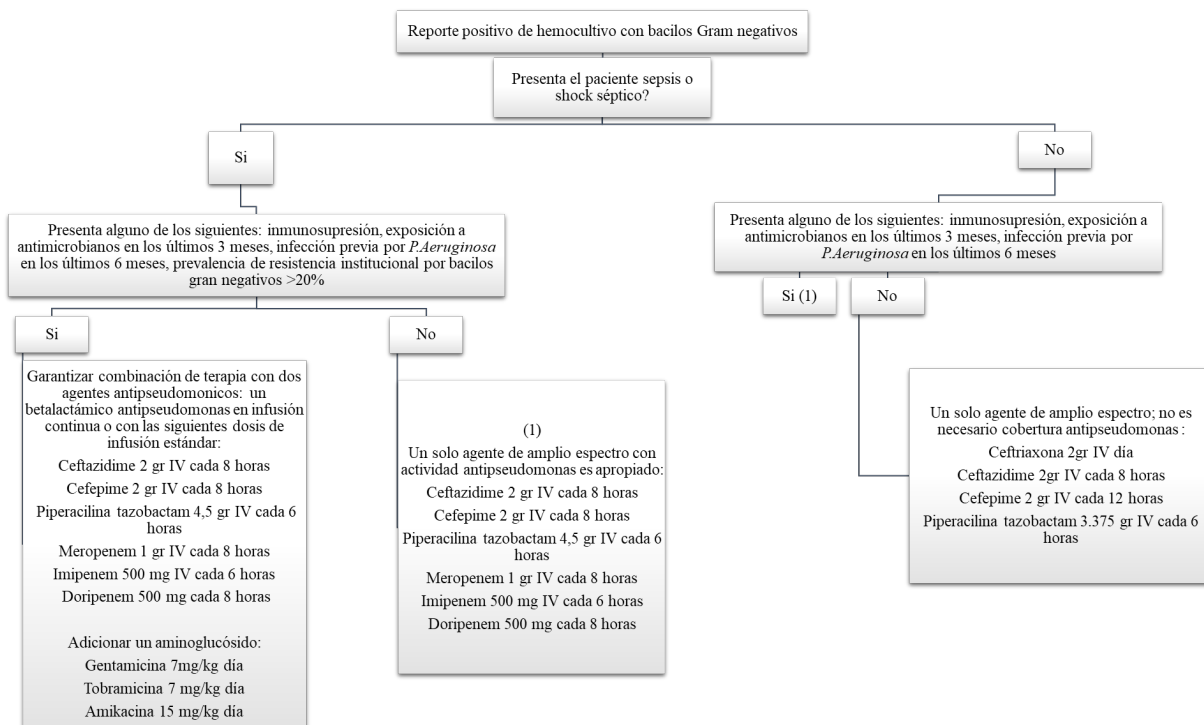 Reporte positivo de hemocultivo con bacilos Gram negativos
Presenta el paciente sepsis o
shock séptico?
Si
No
Presenta alguno de los siguientes: inmunosupresión, exposición a
antimicrobianos en los últimos 3 meses, infección previa por P.Aeruginosa
en los últimos 6 meses, prevalencia de resistencia institucional por bacilos
gran negativos >20%
Presenta alguno de los siguientes: inmunosupresión, exposición a
antimicrobianos en los últimos 3 meses, infección previa por
P.Aeruginosa en los últimos 6 meses
Si
No
Si (1)
No
Garantizar combinación de terapia con dos
agentes antipseudomonicos: un
betalactámico antipseudomonas en infusión
continua o con las siguientes dosis de
infusión estándar:
Ceftazidime 2 gr IV cada 8 horas
Cefepime 2 gr IV cada 8 horas
Piperacilina tazobactam 4,5 gr IV cada 6
horas
Meropenem 1 gr IV cada 8 horas
Imipenem 500 mg IV cada 6 horas
Doripenem 500 mg cada 8 horas
Adicionar un aminoglucósido:
Gentamicina 7mg/kg día
Tobramicina 7 mg/kg día
Amikacina 15 mg/kg día
(1)
Un solo agente de amplio espectro con
actividad antipseudomonas es apropiado:
Ceftazidime 2 gr IV cada 8 horas
Cefepime 2 gr IV cada 8 horas
Piperacilina tazobactam 4,5 gr IV cada 6
horas
Meropenem 1 gr IV cada 8 horas
Imipenem 500 mg IV cada 6 horas
Doripenem 500 mg cada 8 horas
Un solo agente de amplio espectro; no es
necesario cobertura antipseudomonas :
Ceftriaxona 2gr IV día
Ceftazidime 2gr IV cada 8 horas
Cefepime 2 gr IV cada 12 horas
Piperacilina tazobactam 3.375 gr IV cada 6
horas